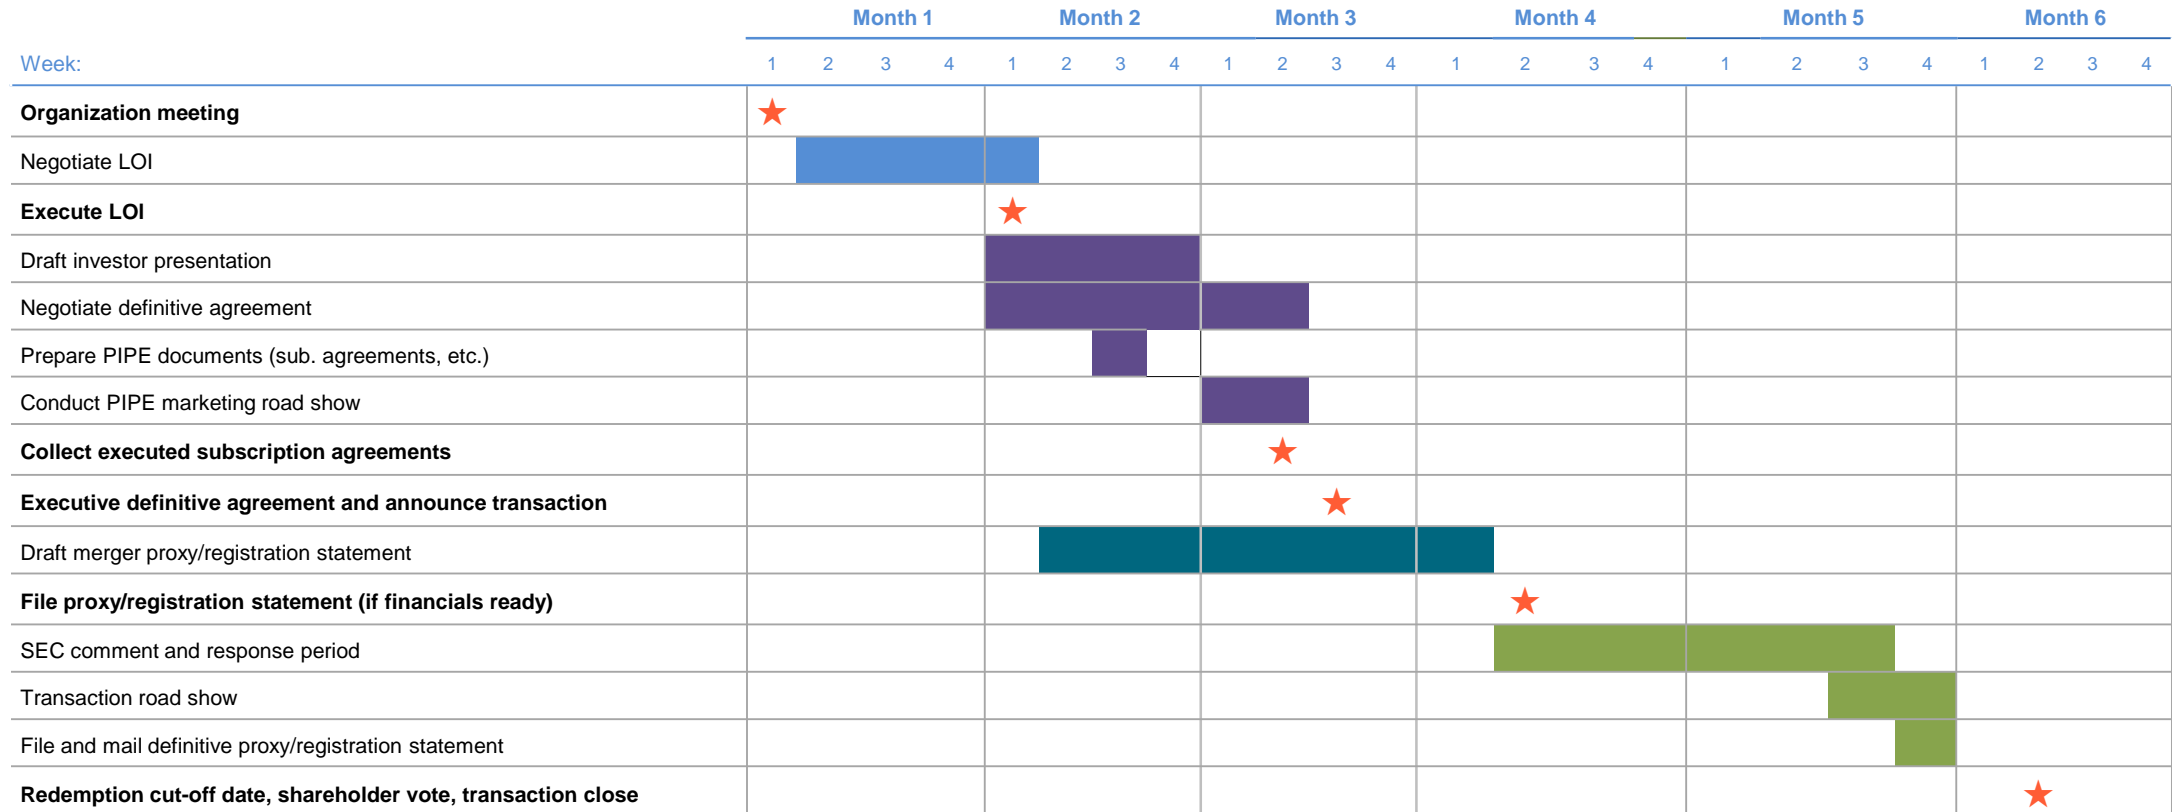 Month 1 Month 2 Month 3 Month 4 Month 5 Month 6
Week: 1 2 3 4 1 2 3 4 1 2 3 4 1 2 3 4 1 2 3 4 1 2 3 4
Organization meeting
Negotiate LOI
Execute LOI
Draft investor presentation
Negotiate definitive agreement
Prepare PIPE documents (sub. agreements, etc.)
Conduct PIPE marketing road show
Collect executed subscription agreements
Executive definitive agreement and announce transaction
Draft merger proxy/registration statement
File proxy/registration statement (if financials ready)
SEC comment and response period
Transaction road show
File and mail definitive proxy/registration statement
Redemption cut-off date, shareholder vote, transaction close